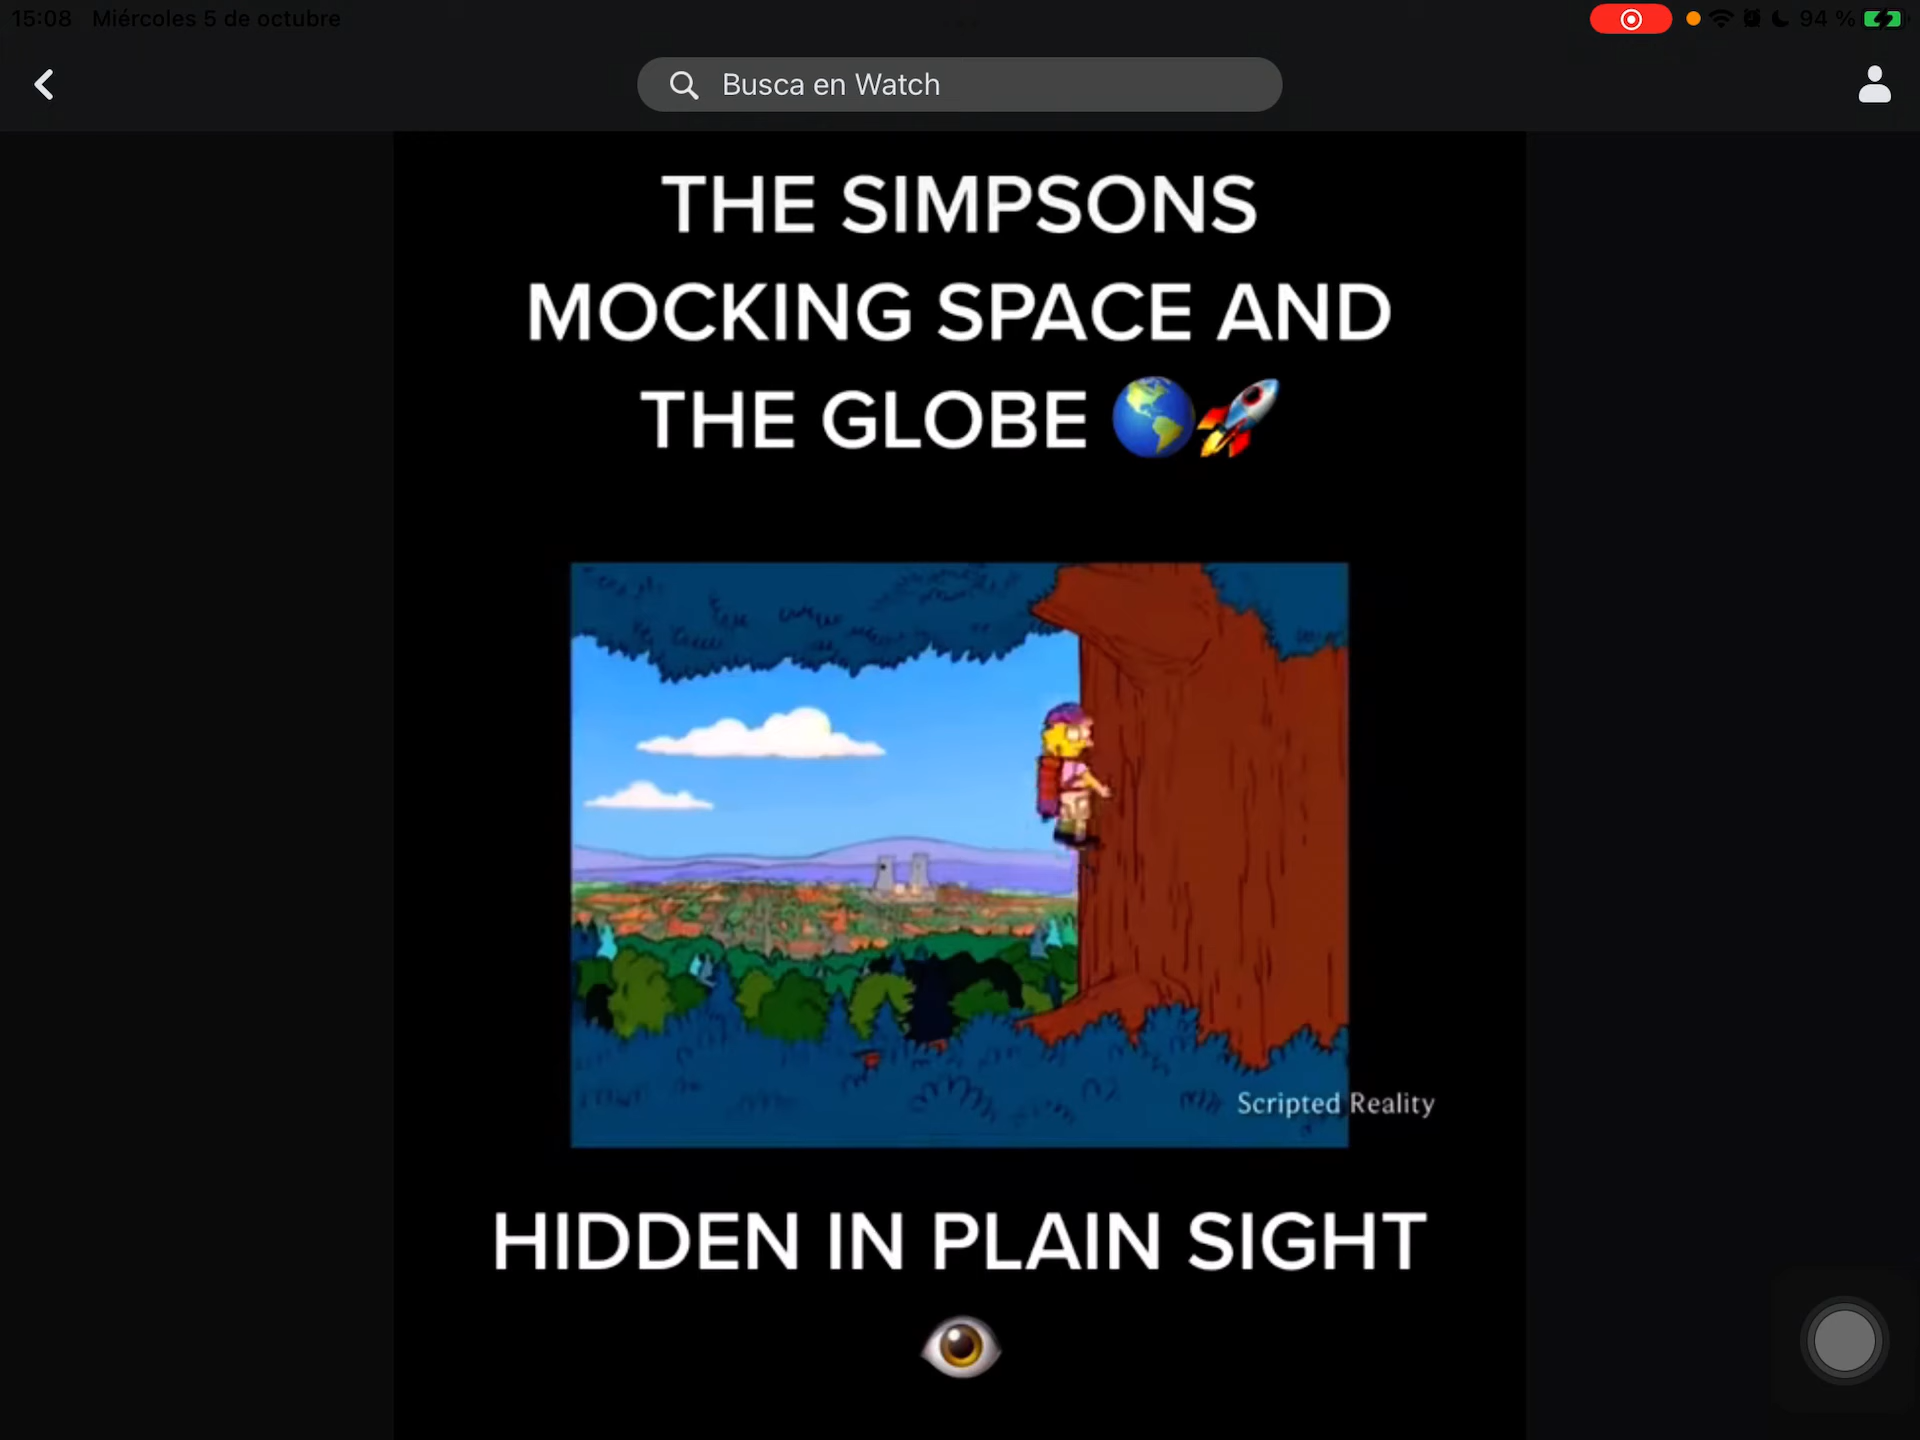 15:08 Miércoles 5 de octubre
94 %
Busca en Watch
THE SIMPSONS
MOCKING SPACE AND
THE GLOBE 🌎🚀
Scripted Reality
HIDDEN IN PLAIN SIGHT
👁